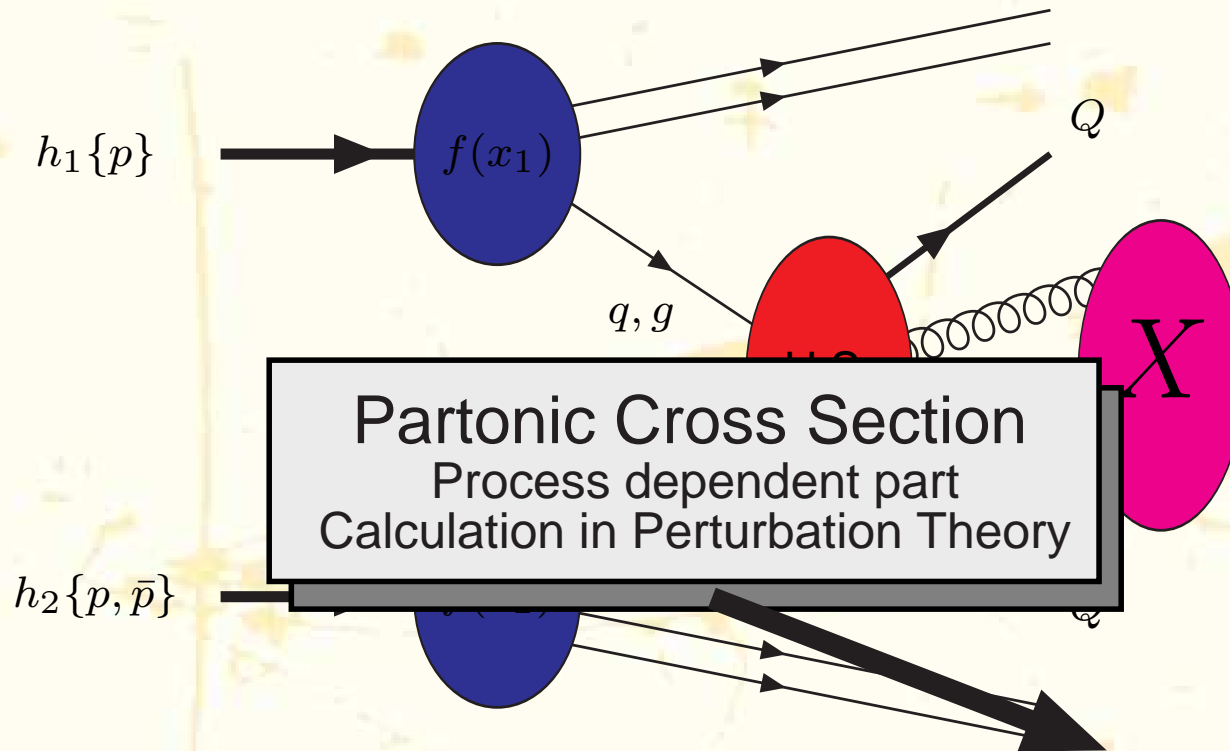 Q
h₁{p}
f(x₁)
q, g
X
Partonic Cross Section
Process dependent part
Calculation in Perturbation Theory
h₂{p, p̄}